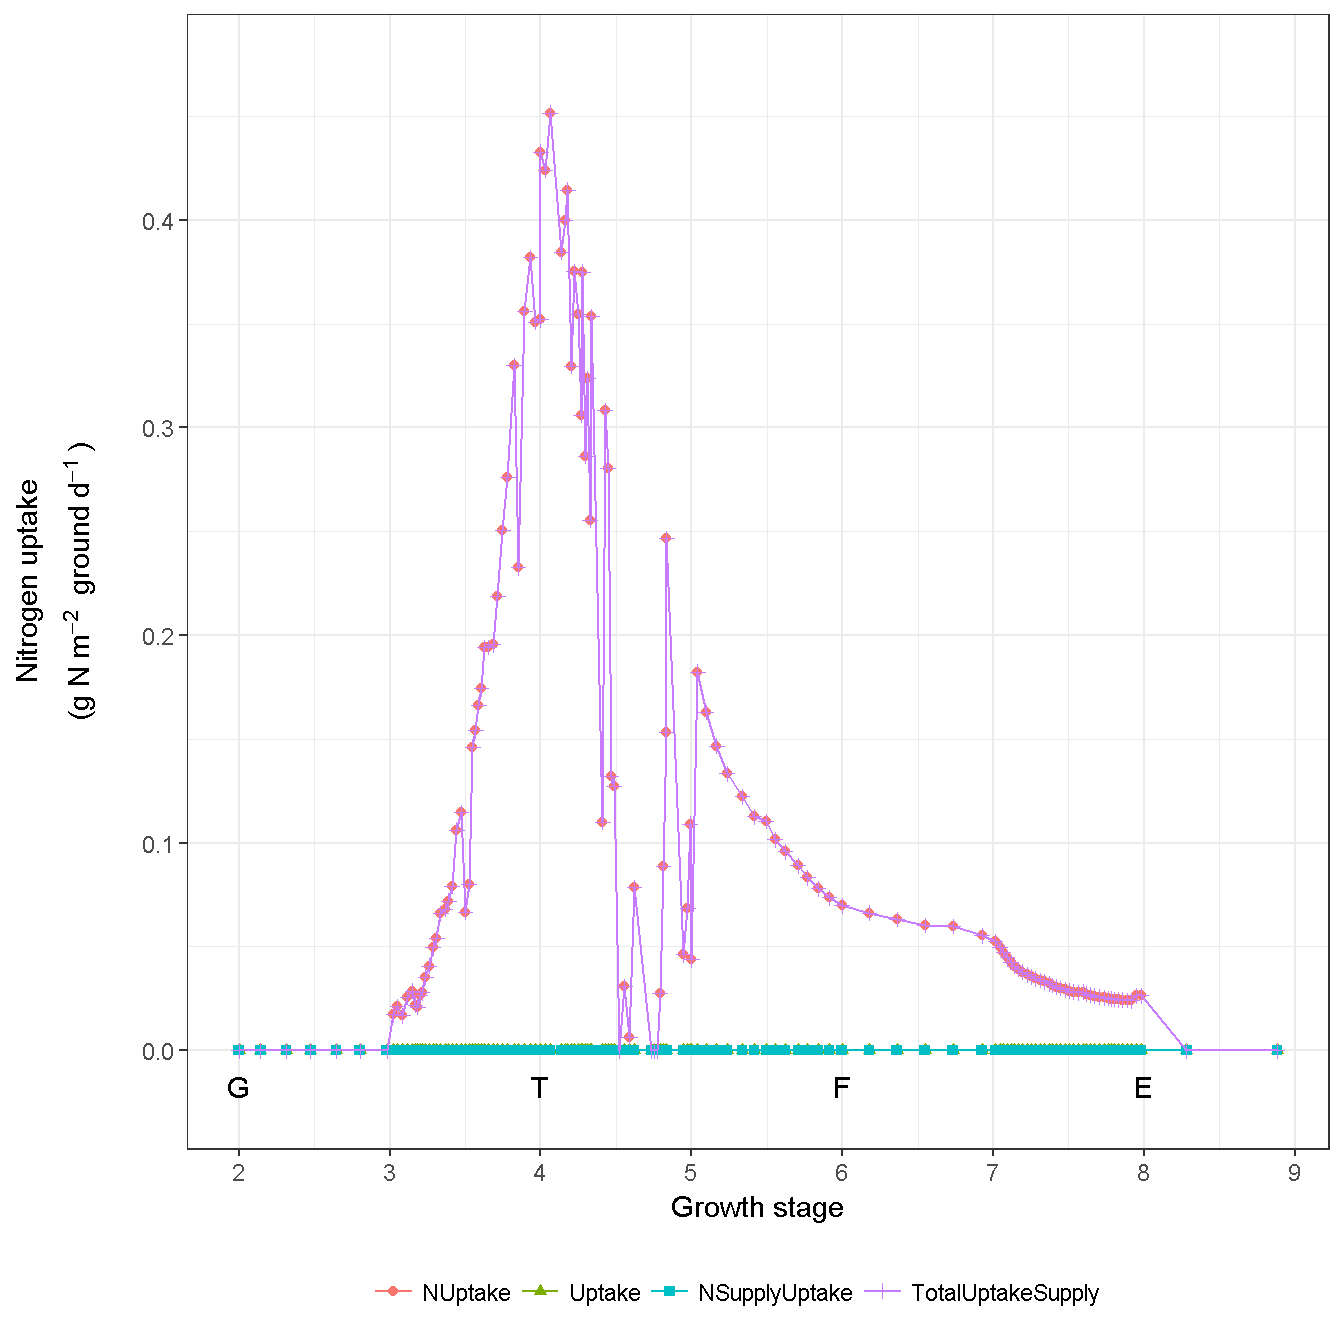 Nitrogen uptake
(g N m−2 ground d−1)
0.4
0.3
0.2
0.1
0.0
G T F E
2 3 4 5 6 7 8 9
Growth stage
NUptake Uptake NSupplyUptake TotalUptakeSupply